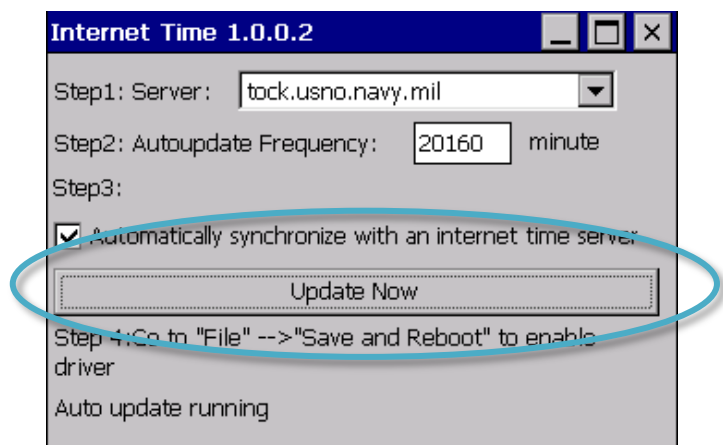 Internet Time 1.0.0.2
Step1: Server: tock.usno.navy.mil
Step2: Autoupdate Frequency: 20160 minute
Step3:
Automatically synchronize with an internet time server
Update Now
Step 4:Go to "File" -->"Save and Reboot" to enable
driver
Auto update running